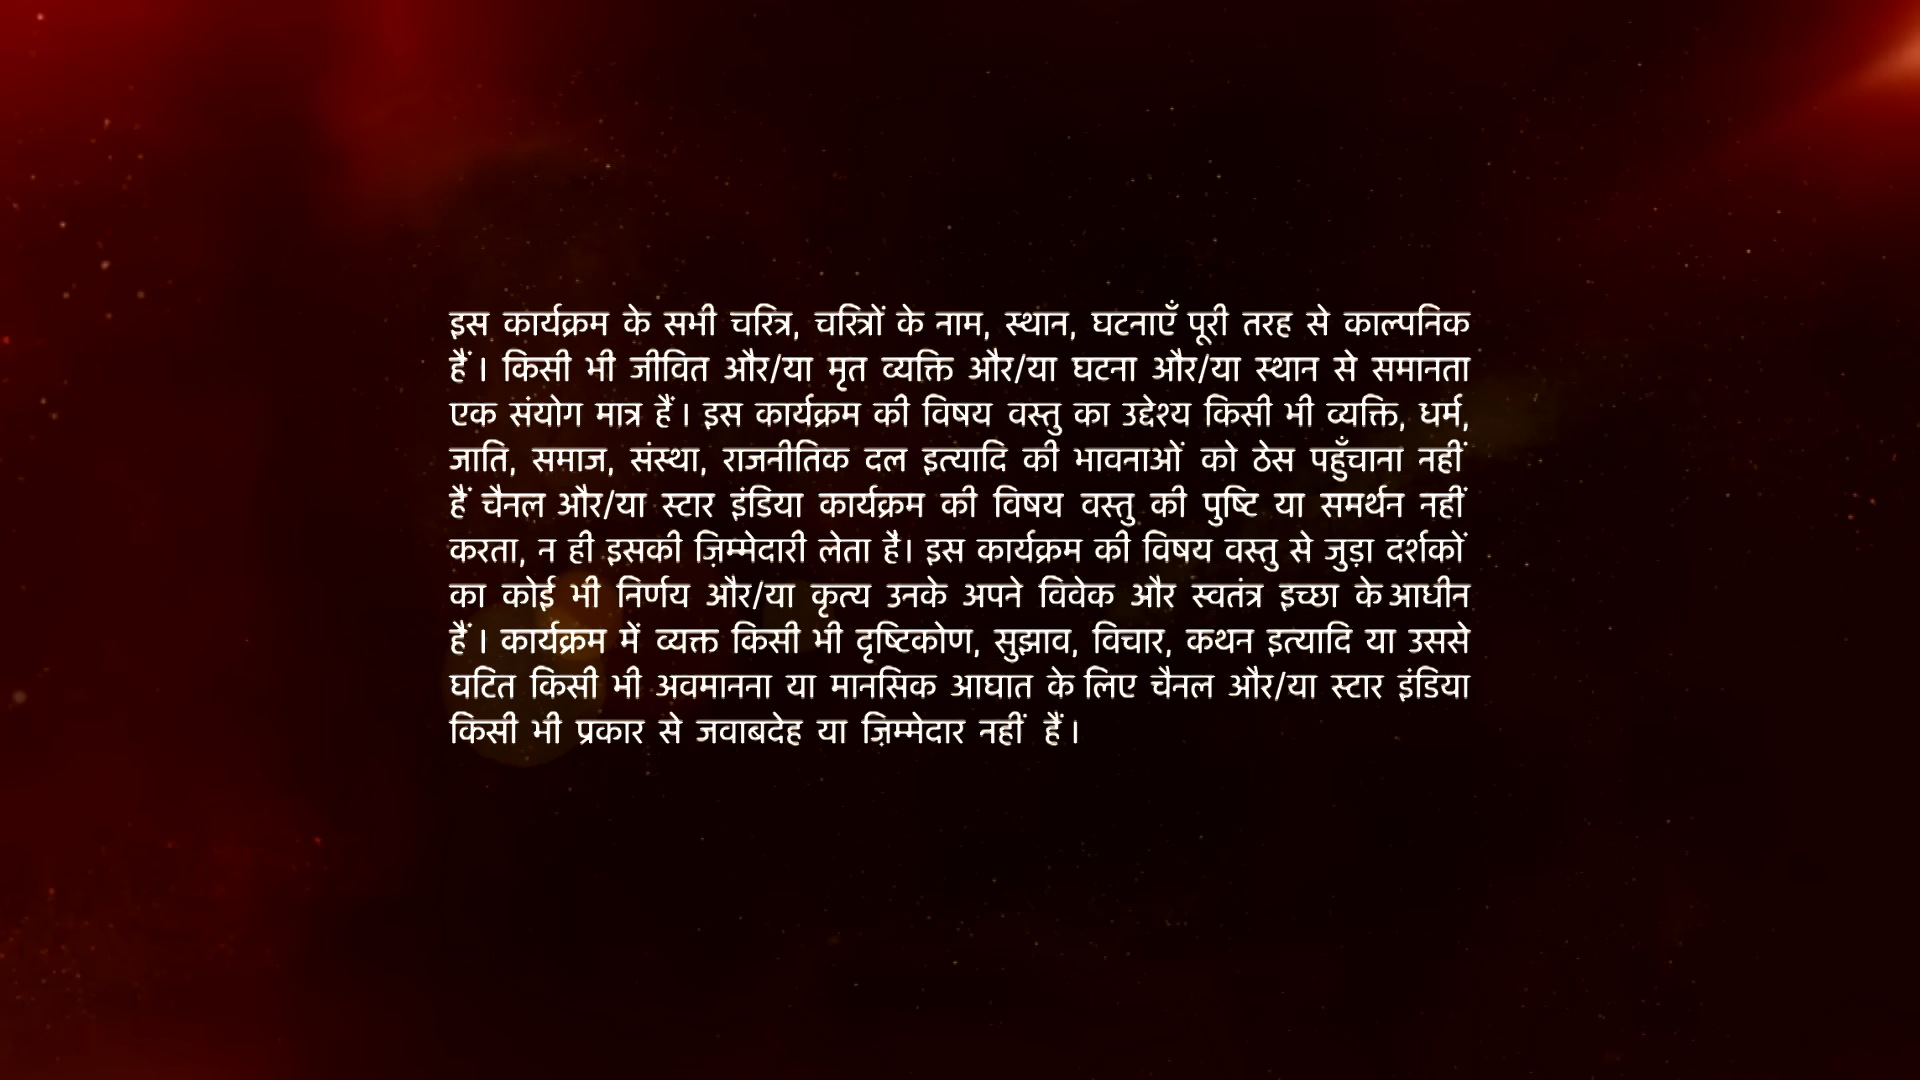 इस कार्यक्रम के सभी चरित्र, चरित्रों के नाम, स्थान, घटनाएँ पूरी तरह से काल्पनिक
हैं । किसी भी जीवित और/या मृत व्यक्ति और/या घटना और/या स्थान से समानता
एक संयोग मात्र हैं । इस कार्यक्रम की विषय वस्तु का उद्देश्य किसी भी व्यक्ति, धर्म,
जाति, समाज, संस्था, राजनीतिक दल इत्यादि की भावनाओं को ठेस पहुँचाना नहीं
हैं चैनल और/या स्टार इंडिया कार्यक्रम की विषय वस्तु की पुष्टि या समर्थन नहीं
करता, न ही इसकी ज़िम्मेदारी लेता है। इस कार्यक्रम की विषय वस्तु से जुड़ा दर्शकों
का कोई भी निर्णय और/या कृत्य उनके अपने विवेक और स्वतंत्र इच्छा के आधीन
हैं । कार्यक्रम में व्यक्त किसी भी दृष्टिकोण, सुझाव, विचार, कथन इत्यादि या उससे
घटित किसी भी अवमानना या मानसिक आघात के लिए चैनल और/या स्टार इंडिया
किसी भी प्रकार से जवाबदेह या ज़िम्मेदार नहीं हैं ।